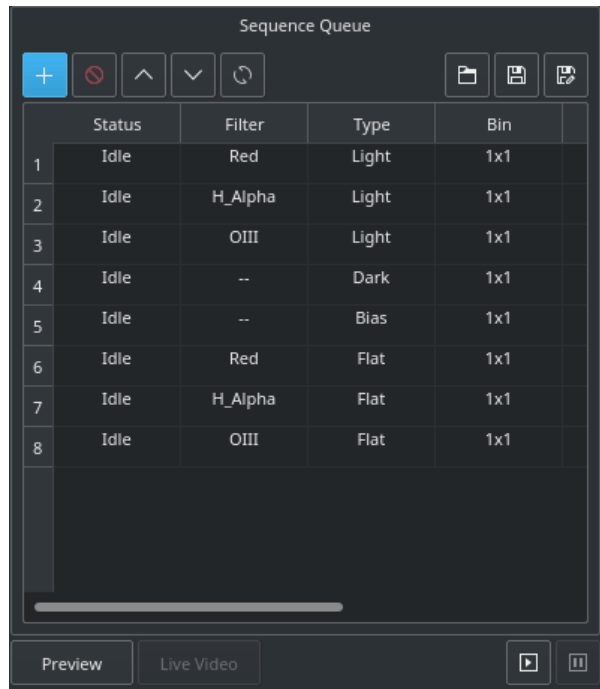 Sequence Queue
Status Filter Type Bin
1 Idle Red Light 1x1
2 Idle H_Alpha Light 1x1
3 Idle OIII Light 1x1
4 Idle -- Dark 1x1
5 Idle -- Bias 1x1
6 Idle Red Flat 1x1
7 Idle H_Alpha Flat 1x1
8 Idle OIII Flat 1x1
Preview Live Video